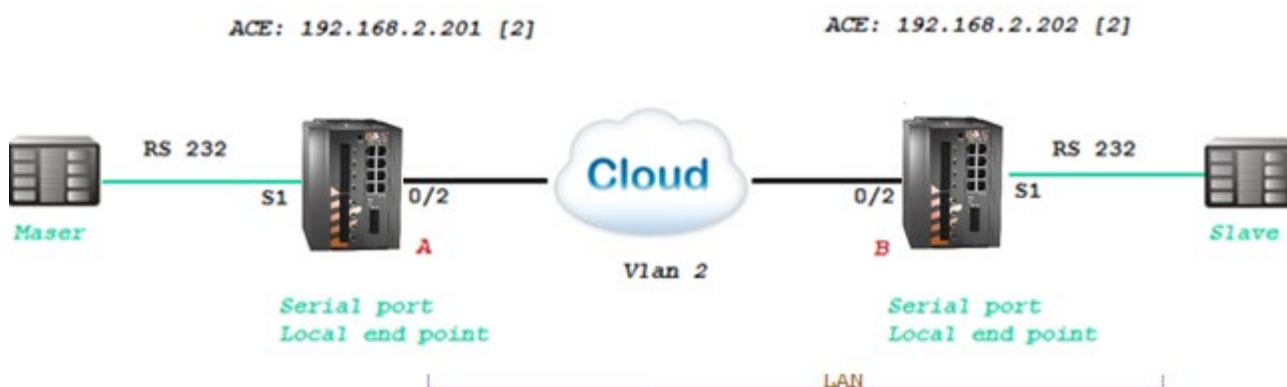 ACE: 192.168.2.201 [2]
ACE: 192.168.2.202 [2]
RS 232
S1
0/2
Maser
A
Cloud
Vlan 2
0/2
RS 232
S1
B
Slave
Serial port
Local end point
Serial port
Local end point
LAN